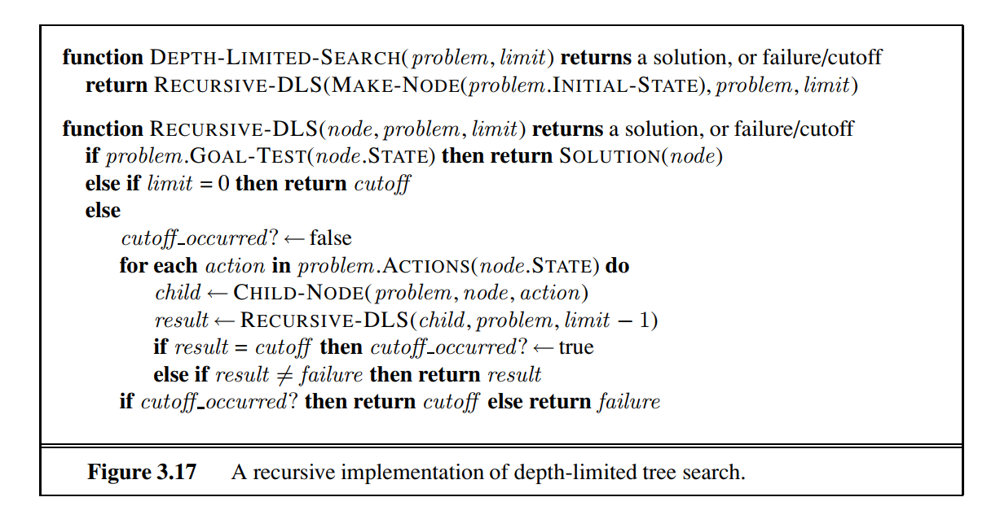 function DEPTH-LIMITED-SEARCH(problem, limit) returns a solution, or failure/cutoff
return RECURSIVE-DLS(MAKE-NODE(problem.INITIAL-STATE), problem, limit)
function RECURSIVE-DLS(node, problem, limit) returns a solution, or failure/cutoff
if problem.GOAL-TEST(node.STATE) then return SOLUTION(node)
else if limit = 0 then return cutoff
else
cutoff_occurred? ← false
for each action in problem.ACTIONS(node.STATE) do
child ← CHILD-NODE(problem, node, action)
result ← RECURSIVE-DLS(child, problem, limit − 1)
if result = cutoff then cutoff_occurred? ← true
else if result ≠ failure then return result
if cutoff_occurred? then return cutoff else return failure
Figure 3.17 A recursive implementation of depth-limited tree search.